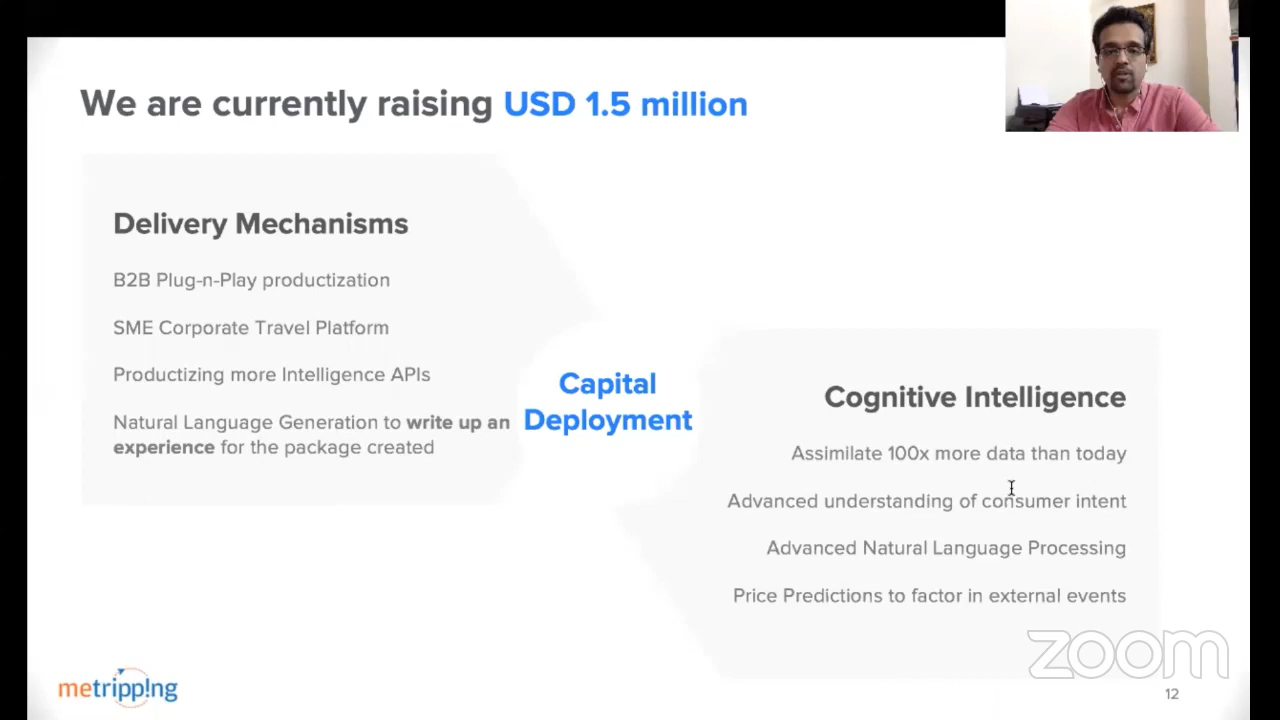 We are currently raising USD 1.5 million
Delivery Mechanisms
B2B Plug-n-Play productization
SME Corporate Travel Platform
Productizing more Intelligence APIs
Natural Language Generation to write up an
experience for the package created
Capital
Deployment
Cognitive Intelligence
Assimilate 100x more data than today
Advanced understanding of consumer intent
Advanced Natural Language Processing
Price Predictions to factor in external events
zoom
metripp!ng
12